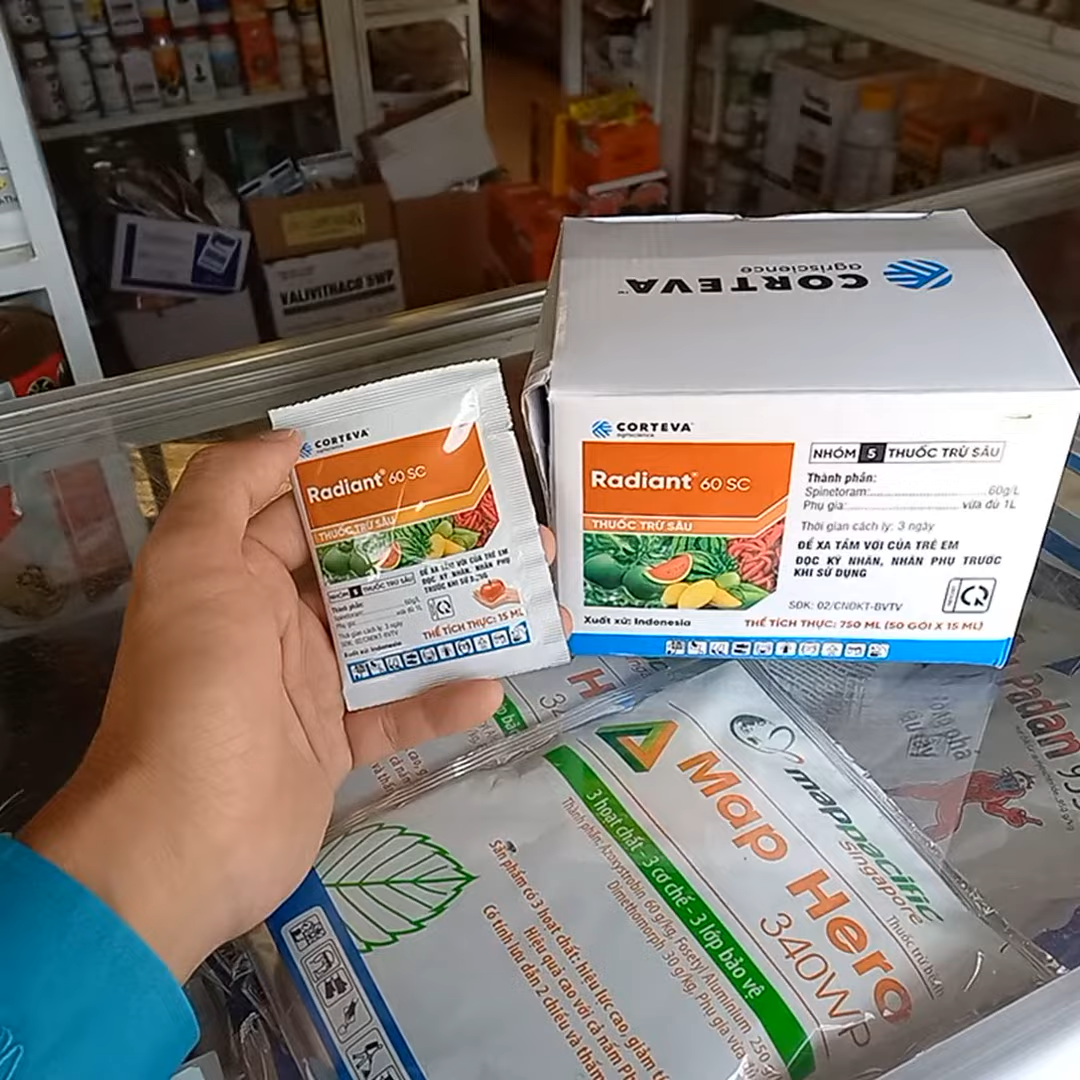 VALIVITHACO 5WP
CORTEVA
agriscience
CORTEVA
agriscience
Radiant® 60 SC
THUỐC TRỪ SÂU
ĐỂ XA TẦM VỚI CỦA TRẺ EM
ĐỌC KỸ NHÃN, NHÃN PHỤ
TRƯỚC KHI SỬ DỤNG
NHÓM 5 THUỐC TRỪ SÂU
Thành phần:
Spinetoram 60g/L
Phụ gia vừa đủ 1L
Thời gian cách ly: 3 ngày
SĐK: 02/CNĐKT-BVTV
THỂ TÍCH THỰC: 15 ML
Xuất xứ: Indonesia
CORTEVA
agriscience
Radiant® 60 SC
THUỐC TRỪ SÂU
NHÓM 5 THUỐC TRỪ SÂU
Thành phần:
Spinetoram: 60g/L
Phụ gia: vừa đủ 1L
Thời gian cách ly: 3 ngày
ĐỂ XA TẦM VỚI CỦA TRẺ EM
ĐỌC KỸ NHÃN, NHÃN PHỤ TRƯỚC
KHI SỬ DỤNG
SĐK: 02/CNĐKT-BVTV
Xuất xứ: Indonesia
THỂ TÍCH THỰC: 750 ML (50 GÓI X 15 ML)
mappacific
Singapore
Thuốc trừ bệnh
Map Hero
340WP
3 hoạt chất - 3 cơ chế - 3 lớp bảo vệ
Thành phần: Azoxystrobin 60 g/kg, Fosetyl Aluminium 250
Dimethomorph 30 g/kg, Phụ gia vừa
Sản phẩm có 3 hoạt chất: hiệu lực cao, giảm
Hiệu quả cao với cả nấm
Có tính lưu dẫn 2 chiều và thấm
Padan